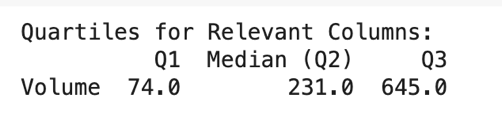 Quartiles for Relevant Columns:
Q1 Median (Q2) Q3
Volume 74.0 231.0 645.0